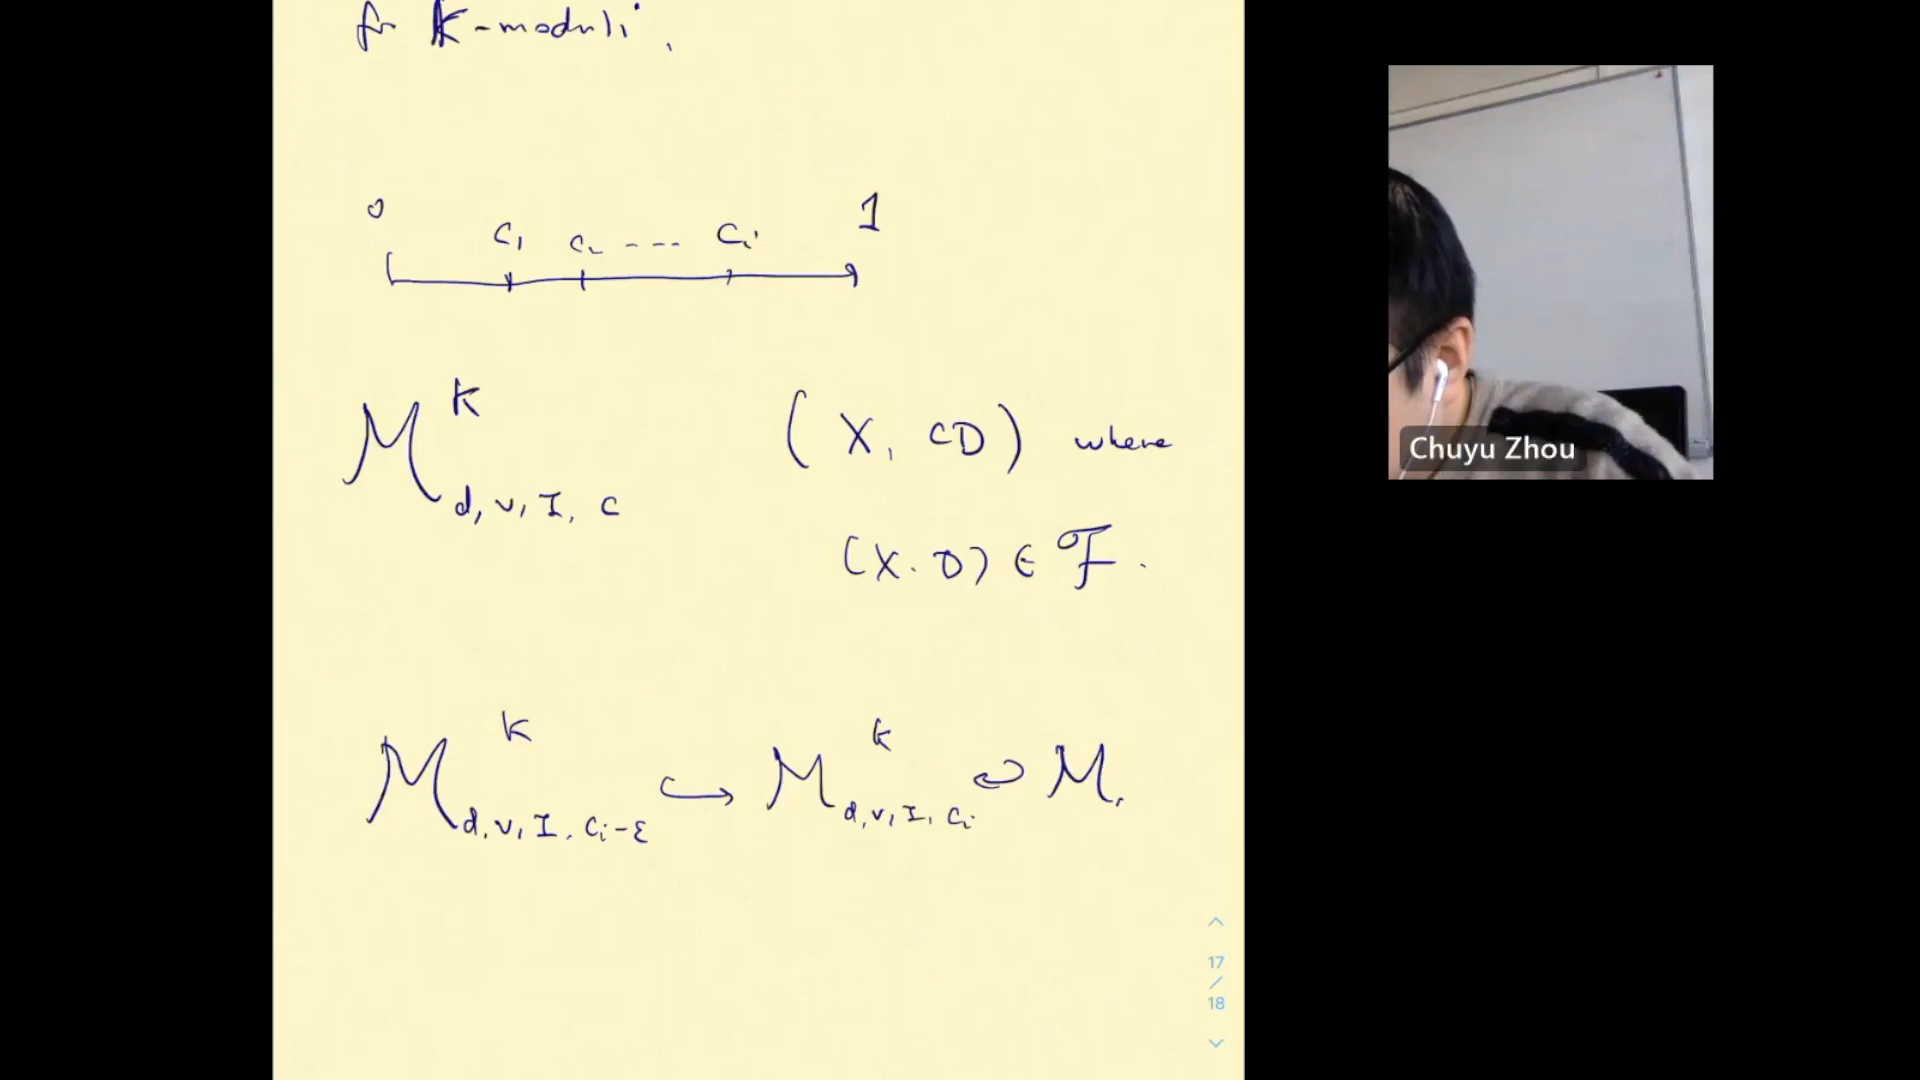 for K-moduli.
0 1
c₁ c₂ --- cᵢ
M^K_{d, v, I, c} (X, cD) where
(X, D) ∈ F.
M^K_{d, v, I, cᵢ-ε} ↪ M^K_{d, v, I, cᵢ} ↩ M.
Chuyu Zhou
17
/
18